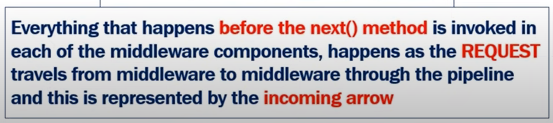 Everything that happens before the next() method is invoked in
each of the middleware components, happens as the REQUEST
travels from middleware to middleware through the pipeline
and this is represented by the incoming arrow